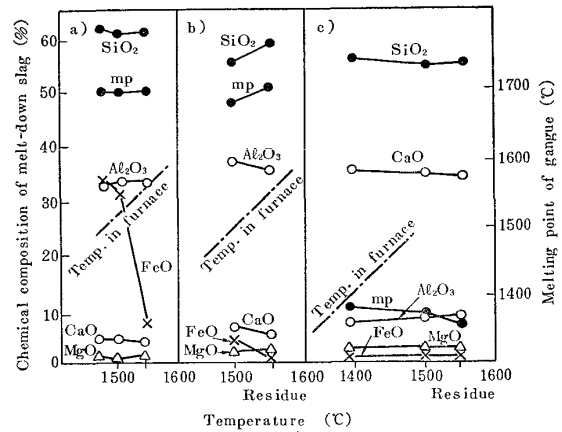 Chemical composition of melt-down slag (%)
60
50
40
30
20
10
0
a)
SiO₂
mp
Aℓ₂O₃
Temp. in furnace
FeO
CaO
MgO
b)
SiO₂
mp
Aℓ₂O₃
Temp. in furnace
CaO
FeO
MgO
c)
SiO₂
CaO
Temp. in furnace
mp
Aℓ₂O₃
FeO
MgO
1700
1600
1500
1400
Melting point of gangue (℃)
1500 1600 1500 1600 1400 1500 1600
Residue Residue
Temperature (℃)